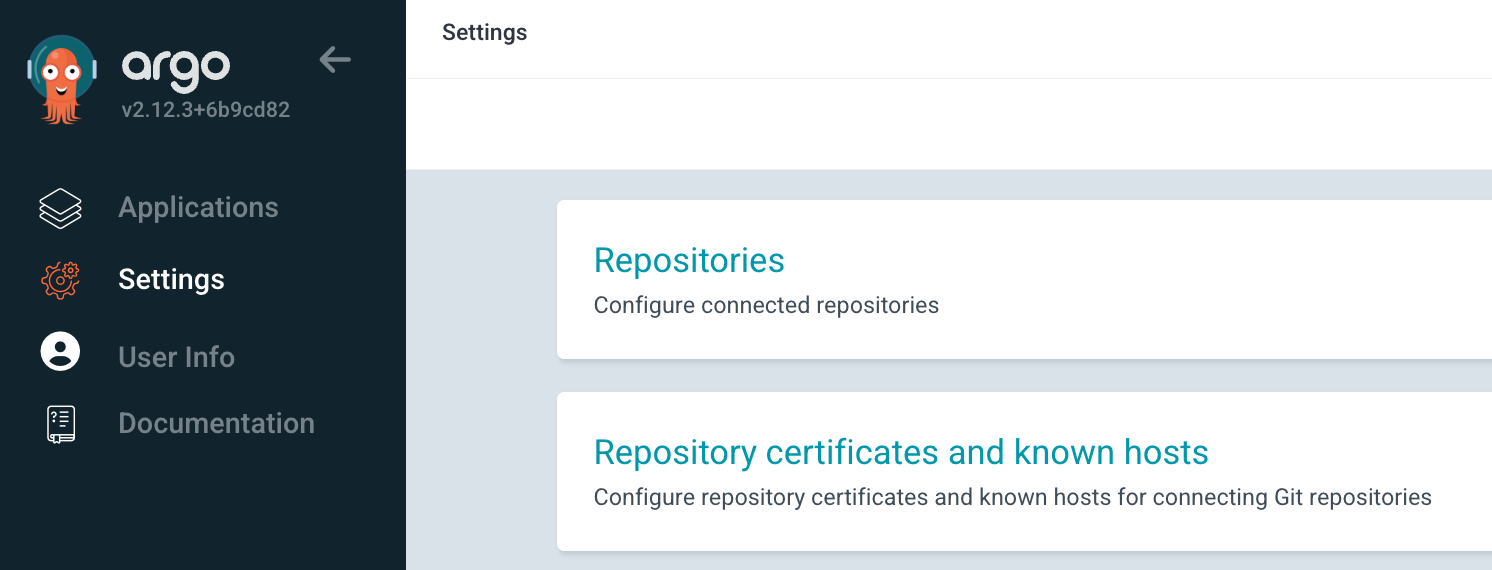 argo
v2.12.3+6b9cd82
Applications
Settings
User Info
Documentation
Settings
Repositories
Configure connected repositories
Repository certificates and known hosts
Configure repository certificates and known hosts for connecting Git repositories